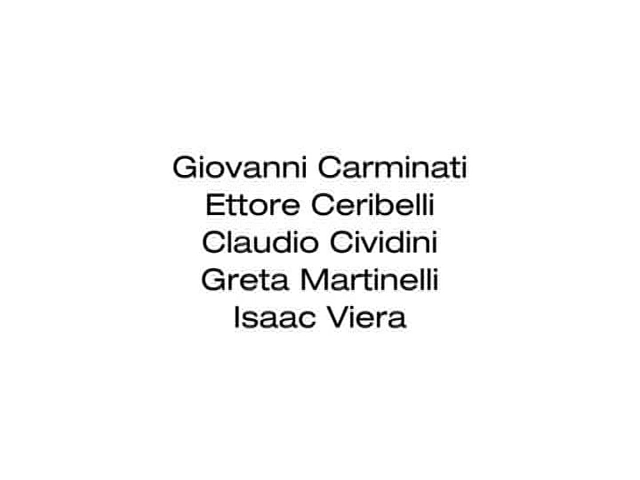 Giovanni Carminati
Ettore Ceribelli
Claudio Cividini
Greta Martinelli
Isaac Viera